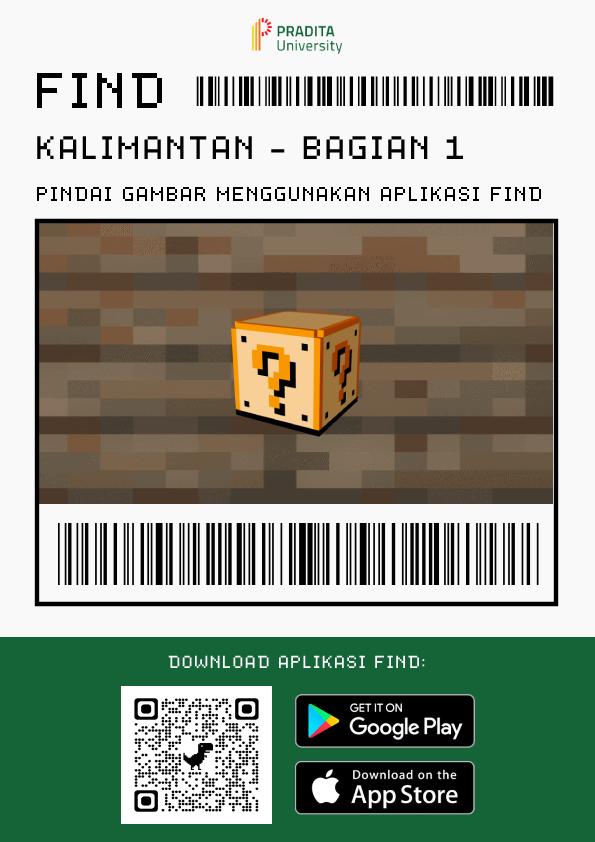 PRADITA
University
FIND
KALIMANTAN - BAGIAN 1
PINDAI GAMBAR MENGGUNAKAN APLIKASI FIND
?
?
DOWNLOAD APLIKASI FIND:
GET IT ON
Google Play
Download on the
App Store